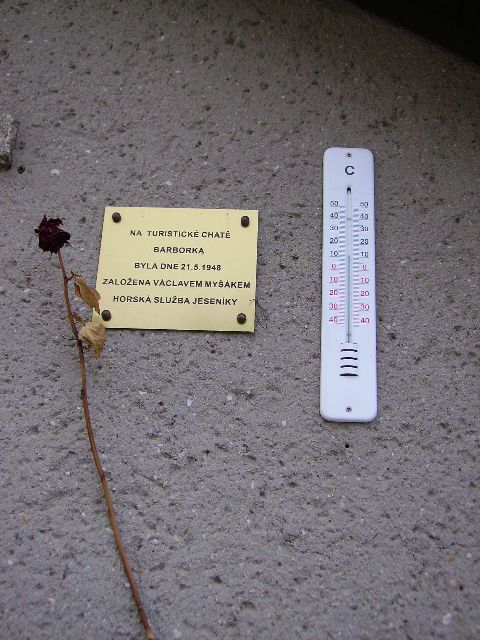 NA TURISTICKÉ CHATĚ
BARBORKA
BYLA DNE 21.5.1948
ZALOŽENA VÁCLAVEM MYŠÁKEM
HORSKÁ SLUŽBA JESENÍKY
C
50 50
40 40
30 30
20 20
10 10
0 0
10 10
20 20
30 30
40 40